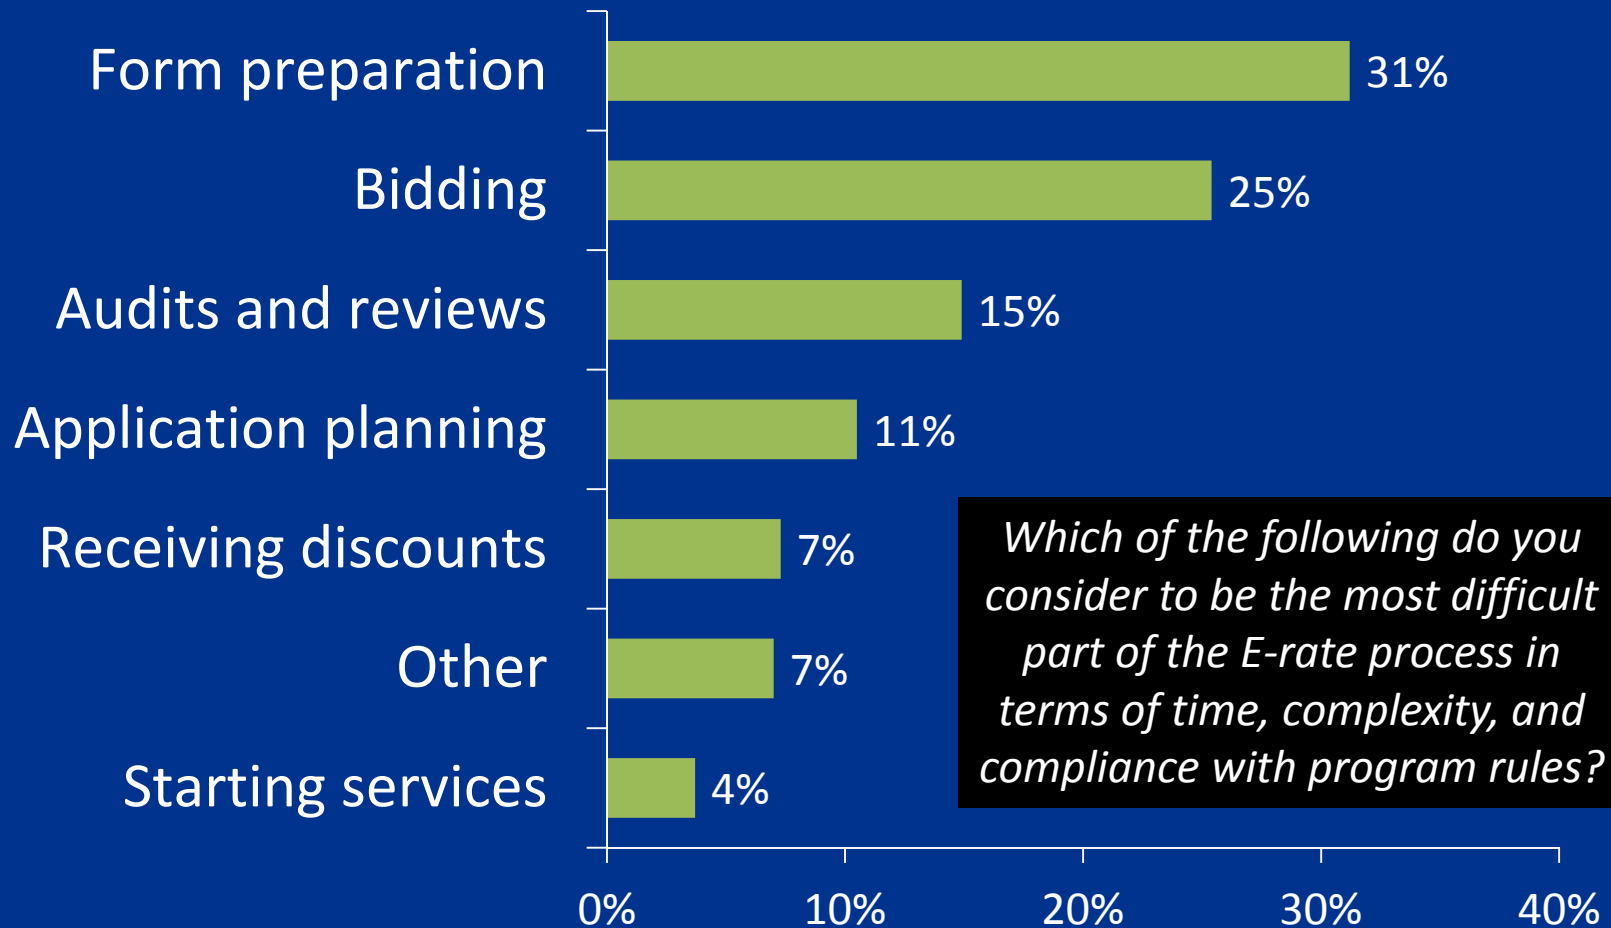 Form preparation 31%
Bidding 25%
Audits and reviews 15%
Application planning 11%
Receiving discounts 7%
Other 7%
Starting services 4%
Which of the following do you
consider to be the most difficult
part of the E-rate process in
terms of time, complexity, and
compliance with program rules?
0% 10% 20% 30% 40%